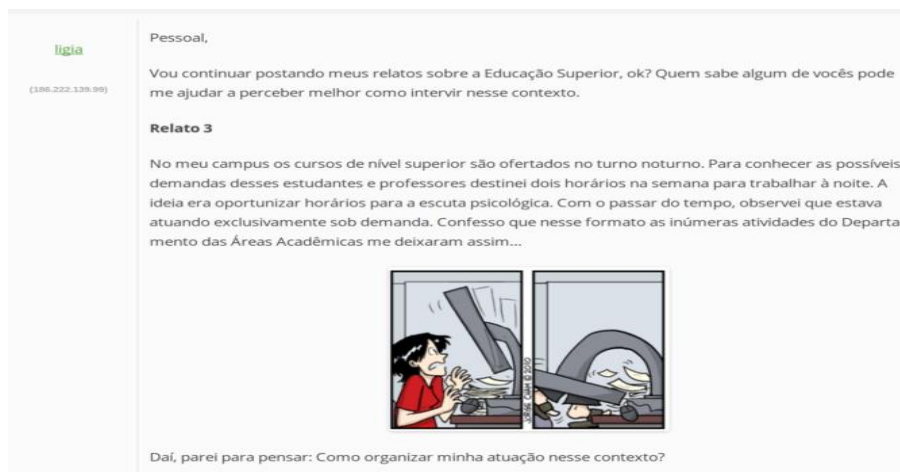 Pessoal,
lígia
Vou continuar postando meus relatos sobre a Educação Superior, ok? Quem sabe algum de vocês pode
(186.222.139.99)
me ajudar a perceber melhor como intervir nesse contexto.
Relato 3
No meu campus os cursos de nível superior são ofertados no turno noturno. Para conhecer as possíveis
demandas desses estudantes e professores destinei dois horários na semana para trabalhar à noite. A
ideia era oportunizar horários para a escuta psicológica. Com o passar do tempo, observei que estava
atuando exclusivamente sob demanda. Confesso que nesse formato as inúmeras atividades do Departa
mento das Áreas Acadêmicas me deixaram assim...
JORGE CHAM © 2010
Daí, parei para pensar: Como organizar minha atuação nesse contexto?